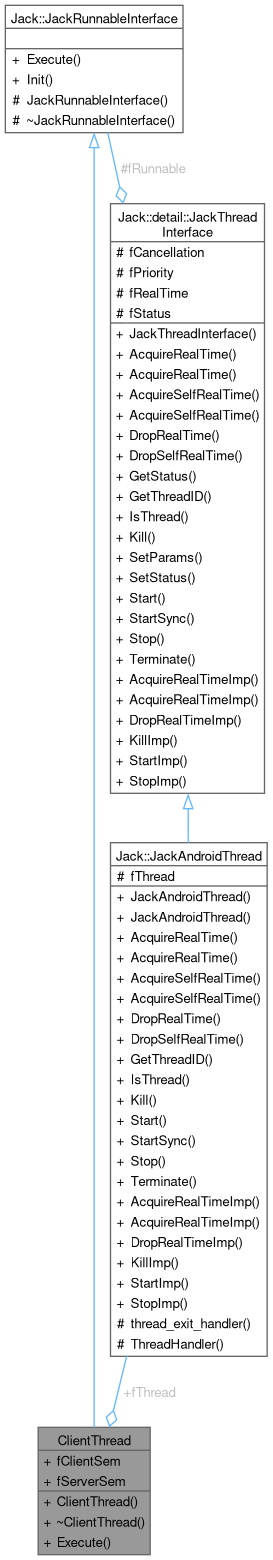 Jack::JackRunnableInterface
+ Execute()
+ Init()
# JackRunnableInterface()
# ~JackRunnableInterface()
#fRunnable
Jack::detail::JackThread
Interface
# fCancellation
# fPriority
# fRealTime
# fStatus
+ JackThreadInterface()
+ AcquireRealTime()
+ AcquireRealTime()
+ AcquireSelfRealTime()
+ AcquireSelfRealTime()
+ DropRealTime()
+ DropSelfRealTime()
+ GetStatus()
+ GetThreadID()
+ IsThread()
+ Kill()
+ SetParams()
+ SetStatus()
+ Start()
+ StartSync()
+ Stop()
+ Terminate()
+ AcquireRealTimeImp()
+ AcquireRealTimeImp()
+ DropRealTimeImp()
+ KillImp()
+ StartImp()
+ StopImp()
Jack::JackAndroidThread
# fThread
+ JackAndroidThread()
+ JackAndroidThread()
+ AcquireRealTime()
+ AcquireRealTime()
+ AcquireSelfRealTime()
+ AcquireSelfRealTime()
+ DropRealTime()
+ DropSelfRealTime()
+ GetThreadID()
+ IsThread()
+ Kill()
+ Start()
+ StartSync()
+ Stop()
+ Terminate()
+ AcquireRealTimeImp()
+ AcquireRealTimeImp()
+ DropRealTimeImp()
+ KillImp()
+ StartImp()
+ StopImp()
# thread_exit_handler()
# ThreadHandler()
+fThread
ClientThread
+ fClientSem
+ fServerSem
+ ClientThread()
+ ~ClientThread()
+ Execute()